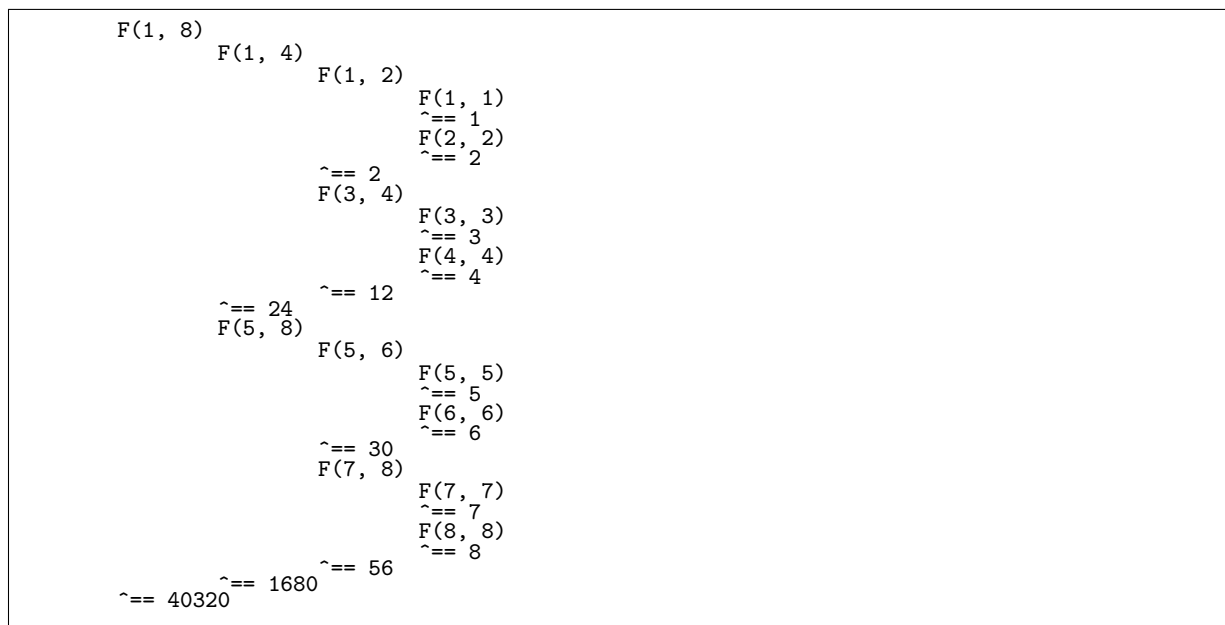 F(1, 8)
F(1, 4)
F(1, 2)
F(1, 1)
^== 1
F(2, 2)
^== 2
^== 2
F(3, 4)
F(3, 3)
^== 3
F(4, 4)
^== 4
^== 12
^== 24
F(5, 8)
F(5, 6)
F(5, 5)
^== 5
F(6, 6)
^== 6
^== 30
F(7, 8)
F(7, 7)
^== 7
F(8, 8)
^== 8
^== 56
^== 1680
^== 40320